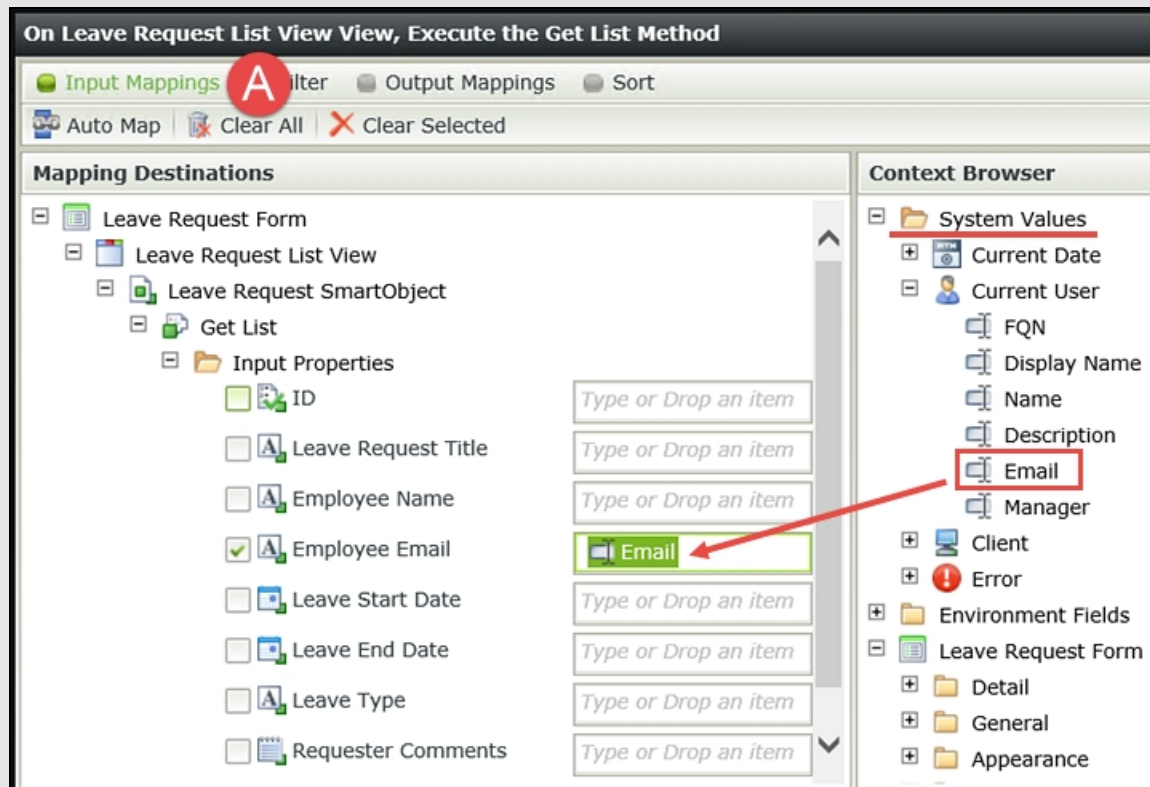 On Leave Request List View View, Execute the Get List Method
Input Mappings A ilter Output Mappings Sort
Auto Map Clear All Clear Selected
Mapping Destinations
Leave Request Form
Leave Request List View
Leave Request SmartObject
Get List
Input Properties
ID Type or Drop an item
Leave Request Title Type or Drop an item
Employee Name Type or Drop an item
Employee Email Email
Leave Start Date Type or Drop an item
Leave End Date Type or Drop an item
Leave Type Type or Drop an item
Requester Comments Type or Drop an item
Context Browser
System Values
Current Date
Current User
FQN
Display Name
Name
Description
Email
Manager
Client
Error
Environment Fields
Leave Request Form
Detail
General
Appearance